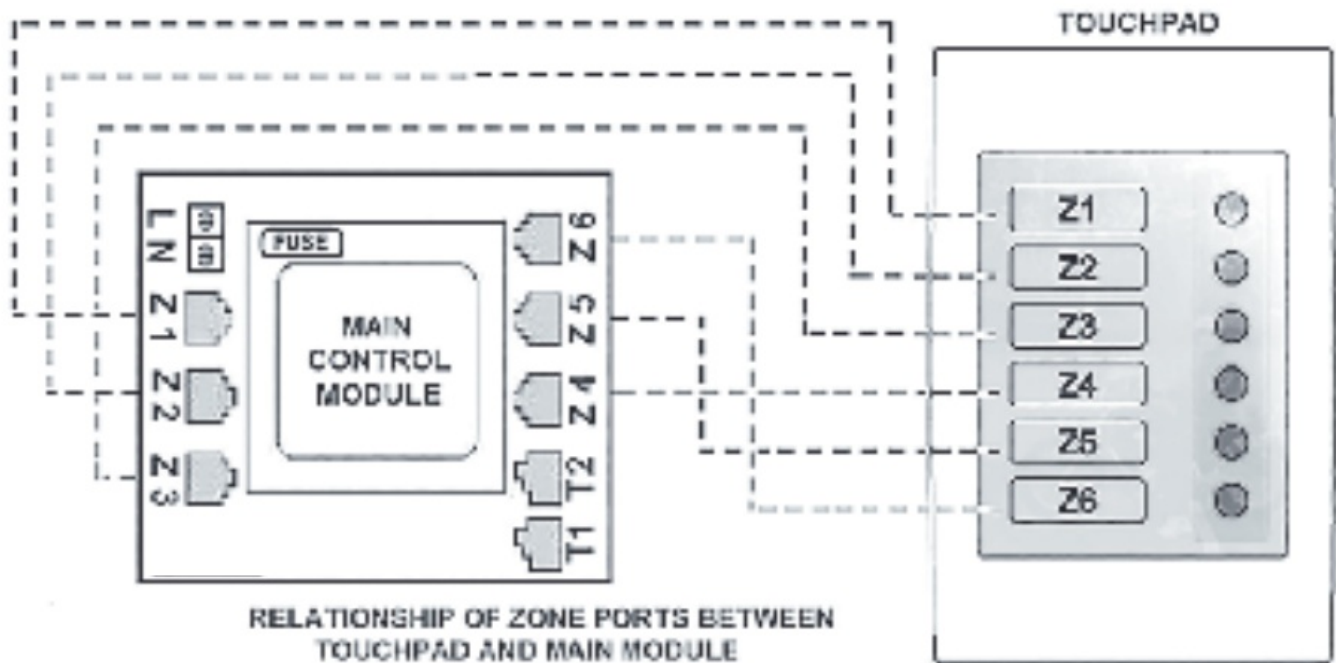 TOUCHPAD
L
N
Z1
Z2
Z3
FUSE
MAIN
CONTROL
MODULE
Z6
Z5
Z4
T2
T1
Z1
Z2
Z3
Z4
Z5
Z6
RELATIONSHIP OF ZONE PORTS BETWEEN
TOUCHPAD AND MAIN MODULE